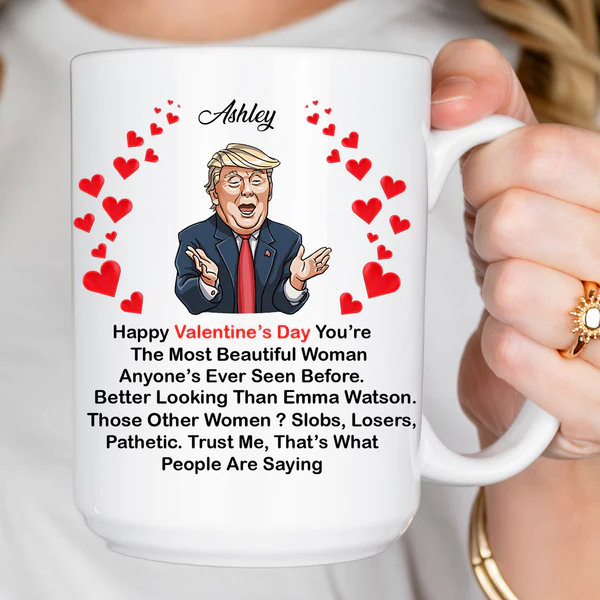 Ashley
Happy Valentine's Day You're
The Most Beautiful Woman
Anyone's Ever Seen Before.
Better Looking Than Emma Watson.
Those Other Women ? Slobs, Losers,
Pathetic. Trust Me, That's What
People Are Saying